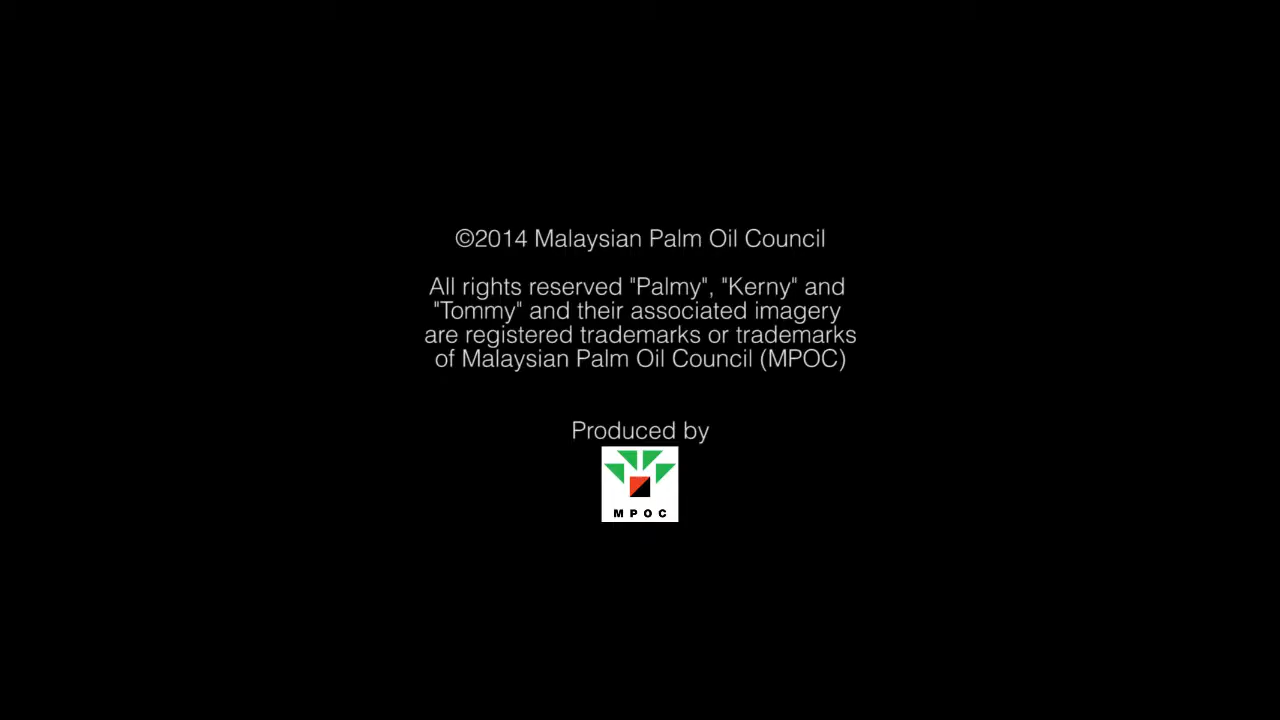 ©2014 Malaysian Palm Oil Council
All rights reserved "Palmy", "Kerny" and
"Tommy" and their associated imagery
are registered trademarks or trademarks
of Malaysian Palm Oil Council (MPOC)
Produced by
MPOC